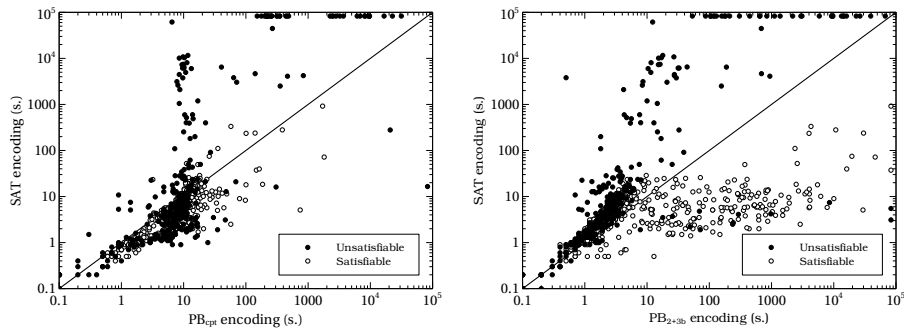 10^5
10^4
1000
100
10
1
0.1
SAT encoding (s.)
Unsatisfiable
Satisfiable
0.1 1 10 100 1000 10^4 10^5
PB_cpt encoding (s.)
10^5
10^4
1000
100
10
1
0.1
SAT encoding (s.)
Unsatisfiable
Satisfiable
0.1 1 10 100 1000 10^4 10^5
PB_2+3b encoding (s.)